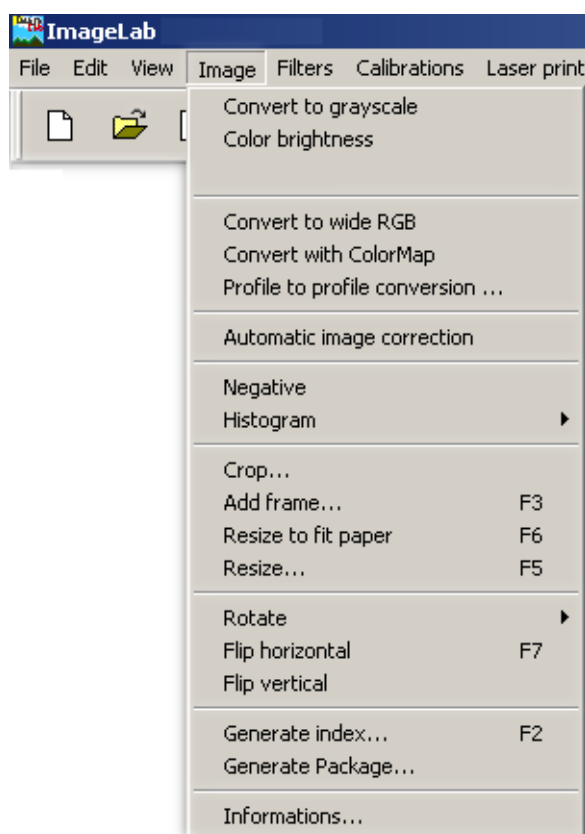 ImageLab
File Edit View Image Filters Calibrations Laser print
Convert to grayscale
Color brightness
Convert to wide RGB
Convert with ColorMap
Profile to profile conversion ...
Automatic image correction
Negative
Histogram
Crop...
Add frame... F3
Resize to fit paper F6
Resize... F5
Rotate
Flip horizontal F7
Flip vertical
Generate index... F2
Generate Package...
Informations...